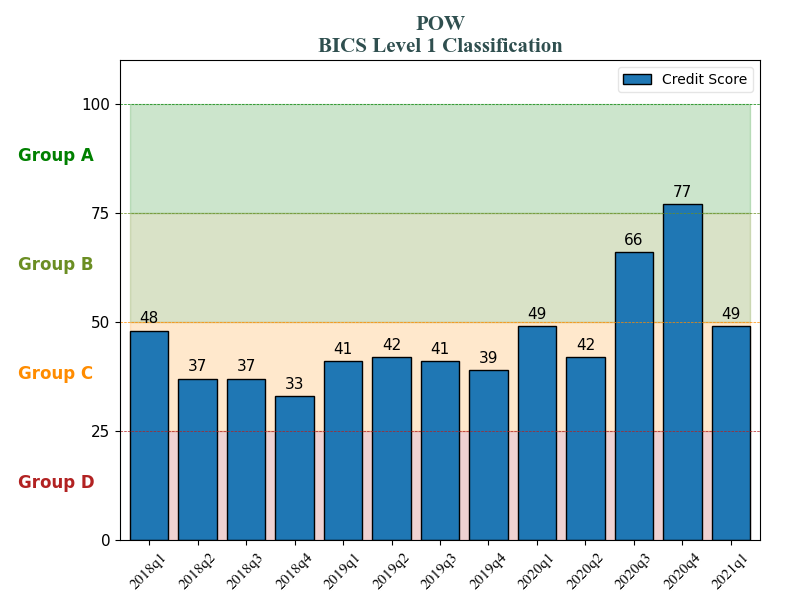 POW
BICS Level 1 Classification
Credit Score
100
Group A
75
Group B
50
Group C
25
Group D
0
48
37
37
33
41
42
41
39
49
42
66
77
49
2018q1
2018q2
2018q3
2018q4
2019q1
2019q2
2019q3
2019q4
2020q1
2020q2
2020q3
2020q4
2021q1